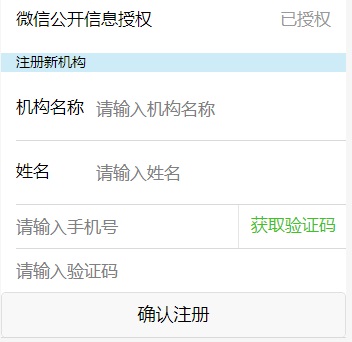 微信公开信息授权 已授权
注册新机构
机构名称 请输入机构名称
姓名 请输入姓名
请输入手机号 获取验证码
请输入验证码
确认注册